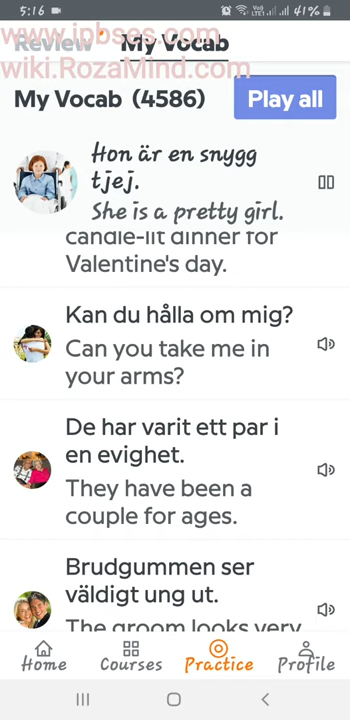 5:16
41%
www.ipbses.com
Review My Vocab
wiki.RozaMind.com
My Vocab (4586)
Play all
Hon är en snygg
tjej.
She is a pretty girl.
candle-lit dinner for
Valentine's day.
Kan du hålla om mig?
Can you take me in
your arms?
De har varit ett par i
en evighet.
They have been a
couple for ages.
Brudgummen ser
väldigt ung ut.
The groom looks very
Home Courses Practice Profile